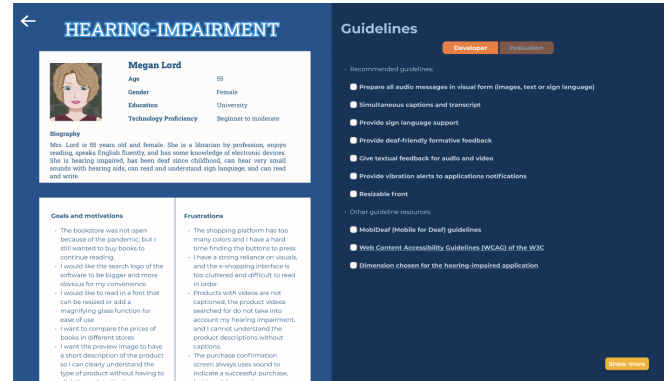 HEARING-IMPAIRMENT
Megan Lord
Age 55
Gender Female
Education University
Technology Proficiency Beginner to moderate
Biography
Mrs. Lord is 55 years old and female. She is a librarian by profession, enjoys
reading, speaks English fluently, and has some knowledge of electronic devices.
She is hearing impaired, has been deaf since childhood, can hear very small
sounds with hearing aids, can read and understand sign language, and can read
and write.
Goals and motivations
• The bookstore was not open
because of the pandemic, but I
still wanted to buy books to
continue reading.
• I would like the search logo of the
software to be bigger and more
obvious for my convenience
• I would like to read in a font that
can be resized or add a
magnifying glass function for
ease of use
• I want to compare the prices of
books in different stores
• I want the preview image to have
a short description of the product
so I can clearly understand the
type of product without having to
Frustrations
• The shopping platform has too
many colors and I have a hard
time finding the buttons to press
• I have a strong reliance on visuals,
and the e-shopping interface is
too cluttered and difficult to read
in order.
• Products with videos are not
captioned, the product videos
searched for do not take into
account my hearing impairment,
and I cannot understand the
product descriptions without
captions.
• The purchase confirmation
screen always uses sound to
indicate a successful purchase,
Guidelines
Developer Evaluation
• Recommended guidelines:
Prepare all audio messages in visual form (images, text or sign language)
Simultaneous captions and transcript
Provide sign language support
Provide deaf-friendly formative feedback
Give textual feedback for audio and video
Provide vibration alerts to applications notifications
Resizable front
• Other guideline resources:
MobiDeaf (Mobile for Deaf) guidelines
Web Content Accessibility Guidelines (WCAG) of the W3C
Dimension chosen for the hearing-impaired application
Show more